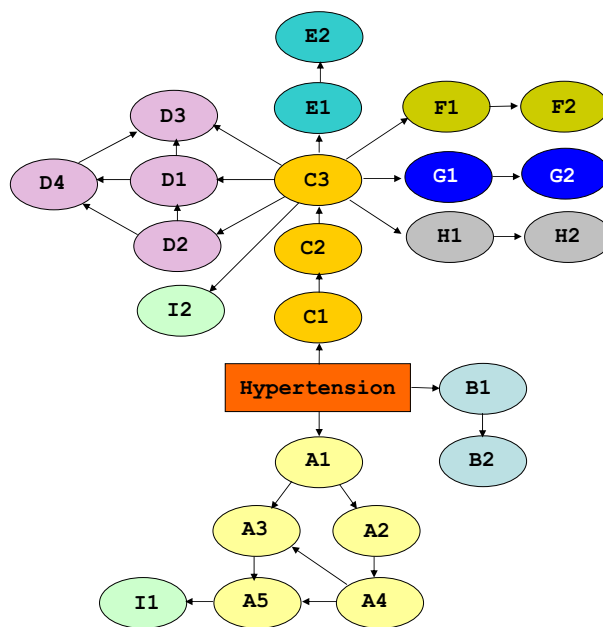 E2
E1
F1
F2
D3
D4
D1
C3
G1
G2
D2
C2
H1
H2
I2
C1
Hypertension
B1
A1
B2
A3
A2
I1
A5
A4